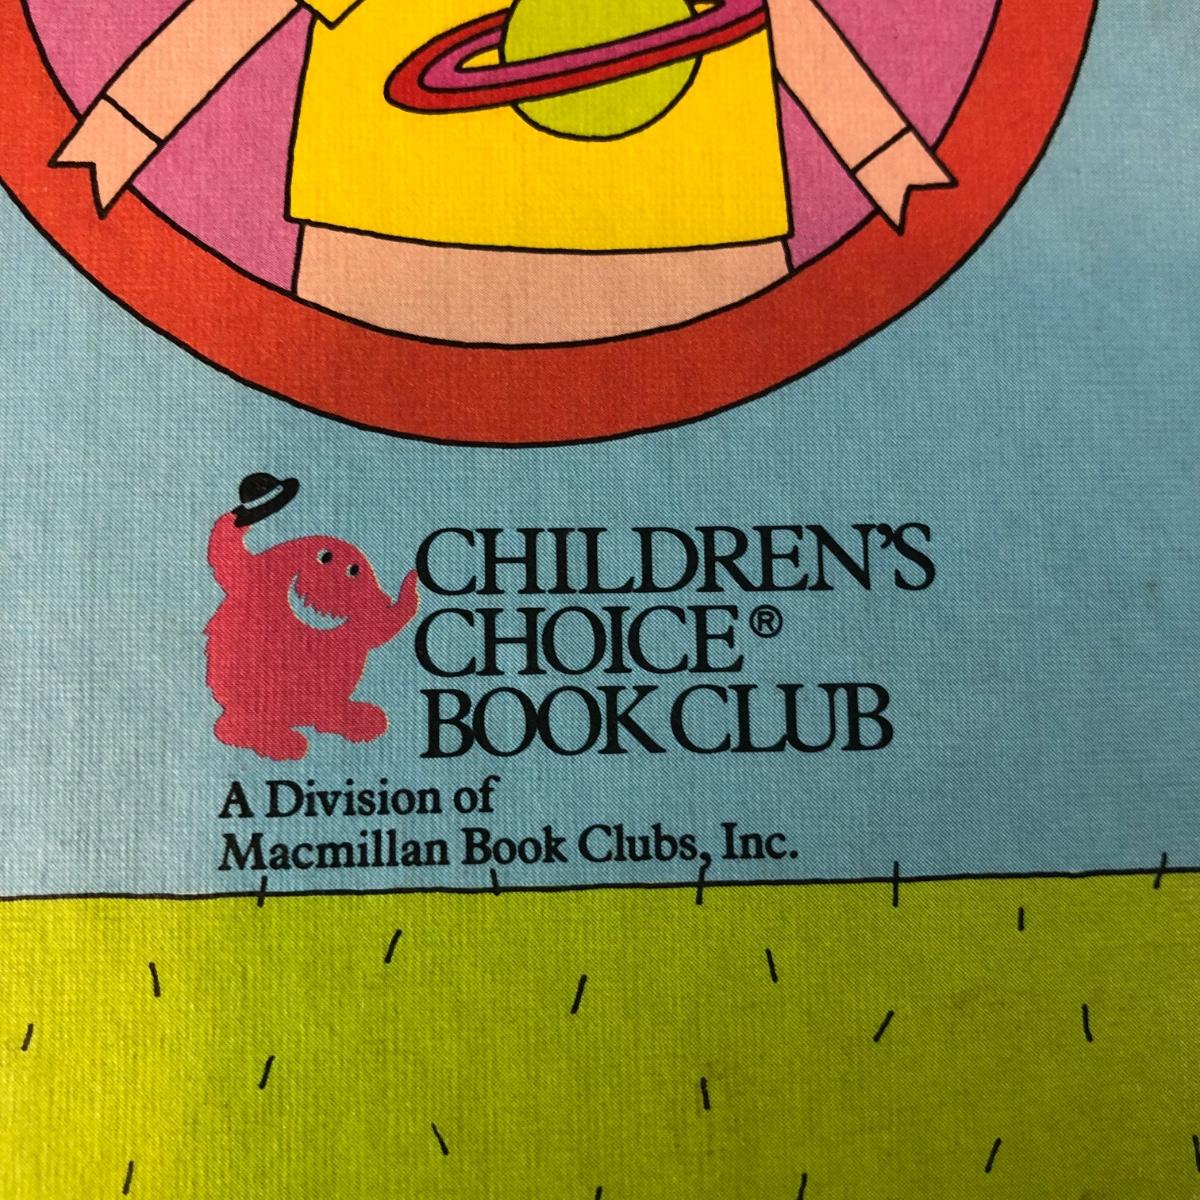 CHILDREN'S
CHOICE®
BOOK CLUB
A Division of
Macmillan Book Clubs, Inc.